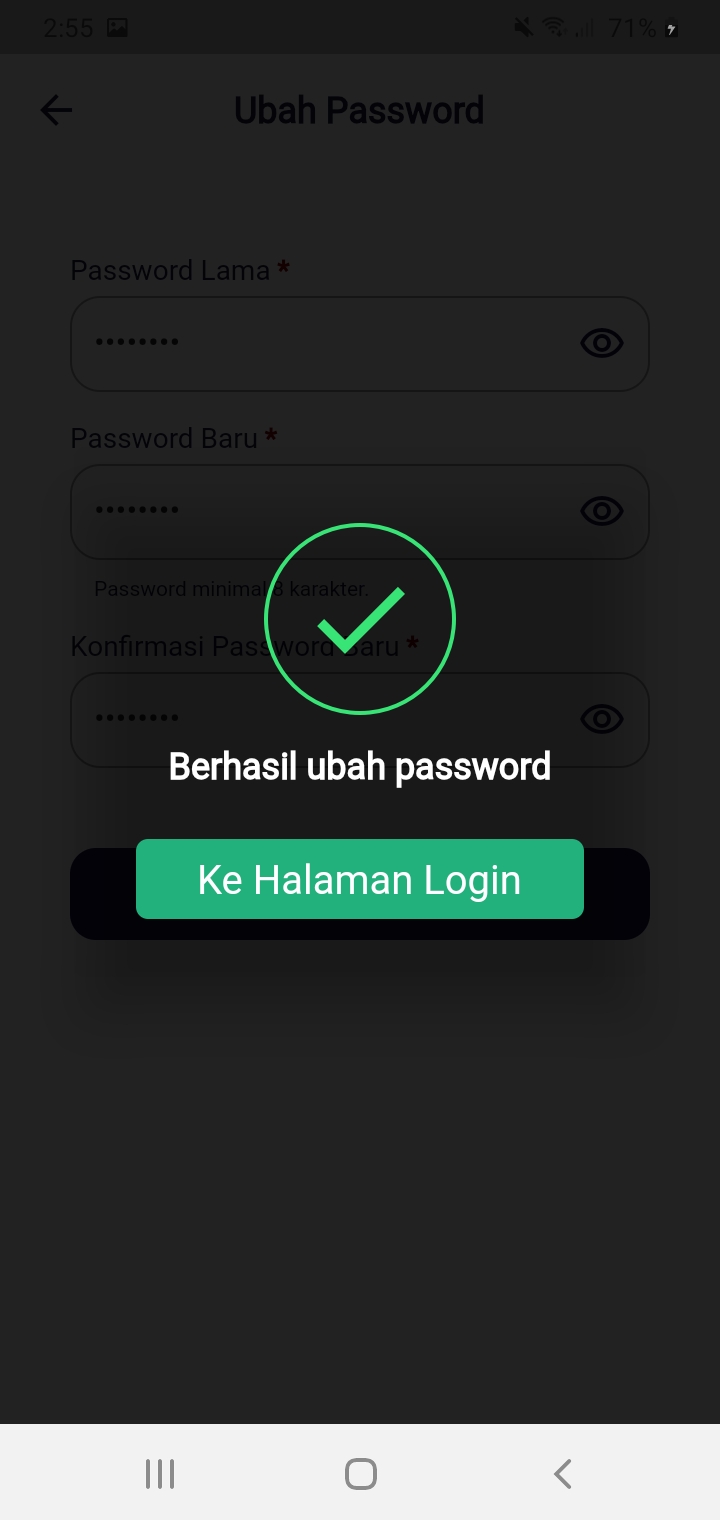 2:55 71%
Ubah Password
Password Lama *
••••••••
Password Baru *
••••••••
Password minimal 8 karakter.
Konfirmasi Password Baru *
••••••••
Berhasil ubah password
Ke Halaman Login